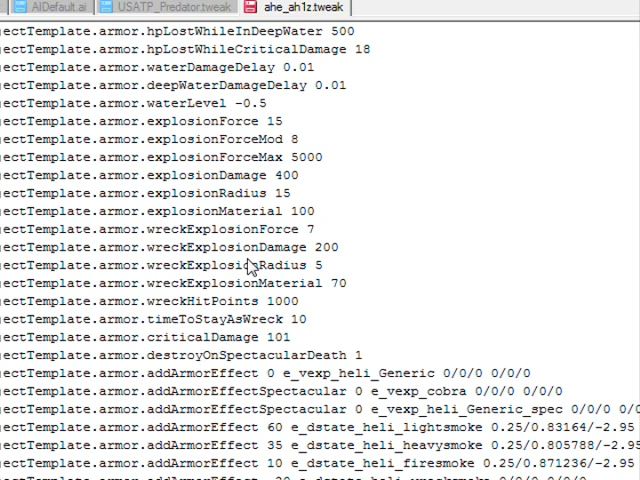 AIDefault.ai USATP_Predator.tweak ahe_ah1z.tweak
ectTemplate.armor.hpLostWhileInDeepWater 500
ectTemplate.armor.hpLostWhileCriticalDamage 18
ectTemplate.armor.waterDamageDelay 0.01
ectTemplate.armor.deepWaterDamageDelay 0.01
ectTemplate.armor.waterLevel -0.5
ectTemplate.armor.explosionForce 15
ectTemplate.armor.explosionForceMod 8
ectTemplate.armor.explosionForceMax 5000
ectTemplate.armor.explosionDamage 400
ectTemplate.armor.explosionRadius 15
ectTemplate.armor.explosionMaterial 100
ectTemplate.armor.wreckExplosionForce 7
ectTemplate.armor.wreckExplosionDamage 200
ectTemplate.armor.wreckExplosionRadius 5
ectTemplate.armor.wreckExplosionMaterial 70
ectTemplate.armor.wreckHitPoints 1000
ectTemplate.armor.timeToStayAsWreck 10
ectTemplate.armor.criticalDamage 101
ectTemplate.armor.destroyOnSpectacularDeath 1
ectTemplate.armor.addArmorEffect 0 e_vexp_heli_Generic 0/0/0 0/0/0
ectTemplate.armor.addArmorEffectSpectacular 0 e_vexp_cobra 0/0/0 0/0/0
ectTemplate.armor.addArmorEffectSpectacular 0 e_vexp_heli_Generic_spec 0/0/0 0/
ectTemplate.armor.addArmorEffect 60 e_dstate_heli_lightsmoke 0.25/0.83164/-2.95
ectTemplate.armor.addArmorEffect 35 e_dstate_heli_heavysmoke 0.25/0.805788/-2.9
ectTemplate.armor.addArmorEffect 10 e_dstate_heli_firesmoke 0.25/0.871236/-2.95